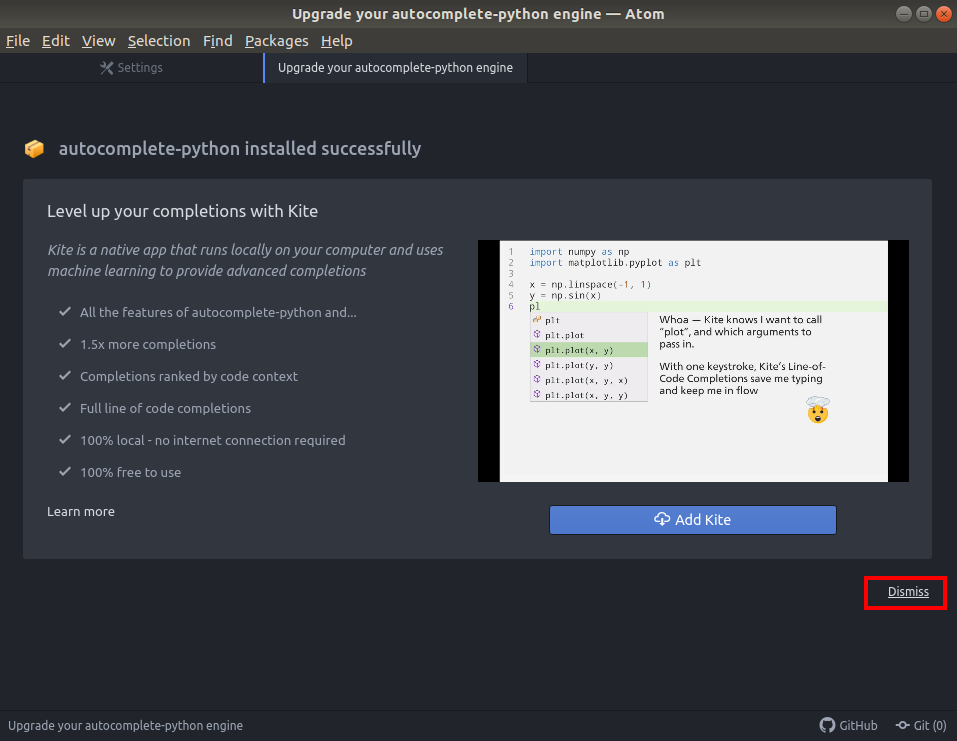 Upgrade your autocomplete-python engine — Atom
File Edit View Selection Find Packages Help
Settings
Upgrade your autocomplete-python engine
autocomplete-python installed successfully
Level up your completions with Kite
Kite is a native app that runs locally on your computer and uses
machine learning to provide advanced completions
All the features of autocomplete-python and...
1.5x more completions
Completions ranked by code context
Full line of code completions
100% local - no internet connection required
100% free to use
Learn more
1 import numpy as np
2 import matplotlib.pyplot as plt
3
4 x = np.linspace(-1, 1)
5 y = np.sin(x)
6 pl
plt
plt.plot
plt.plot(x, y)
plt.plot(y, y)
plt.plot(x, y, x)
plt.plot(x, y, y)
Whoa — Kite knows I want to call
"plot", and which arguments to
pass in.
With one keystroke, Kite's Line-of-
Code Completions save me typing
and keep me in flow
Add Kite
Dismiss
Upgrade your autocomplete-python engine
GitHub
Git (0)